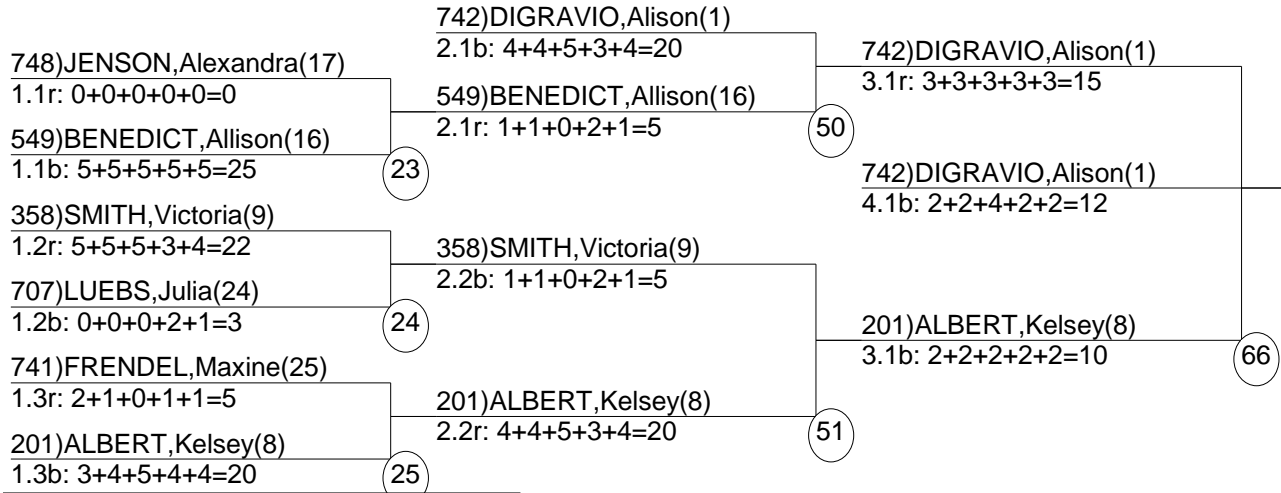 748)JENSON,Alexandra(17)
1.1r: 0+0+0+0+0=0
549)BENEDICT,Allison(16)
1.1b: 5+5+5+5+5=25
23
358)SMITH,Victoria(9)
1.2r: 5+5+5+3+4=22
707)LUEBS,Julia(24)
1.2b: 0+0+0+2+1=3
24
741)FRENDEL,Maxine(25)
1.3r: 2+1+0+1+1=5
201)ALBERT,Kelsey(8)
1.3b: 3+4+5+4+4=20
25
742)DIGRAVIO,Alison(1)
2.1b: 4+4+5+3+4=20
549)BENEDICT,Allison(16)
2.1r: 1+1+0+2+1=5
50
358)SMITH,Victoria(9)
2.2b: 1+1+0+2+1=5
201)ALBERT,Kelsey(8)
2.2r: 4+4+5+3+4=20
51
742)DIGRAVIO,Alison(1)
3.1r: 3+3+3+3+3=15
742)DIGRAVIO,Alison(1)
4.1b: 2+2+4+2+2=12
201)ALBERT,Kelsey(8)
3.1b: 2+2+2+2+2=10
66